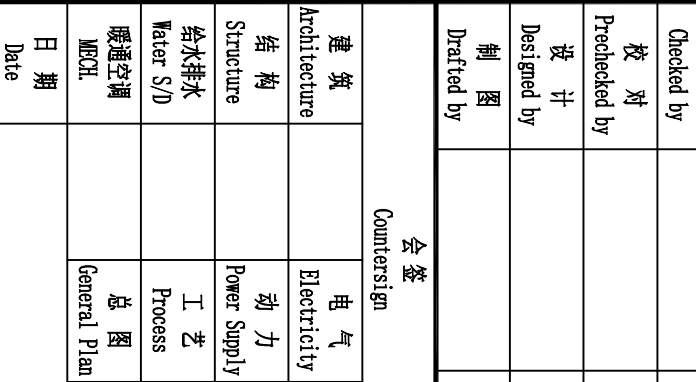 Checked by
校 对
Prechecked by
设 计
Designed by
制 图
Drafted by
会 签
Countersign
建 筑
Architecture
电 气
Electricity
结 构
Structure
动 力
Power Supply
给水排水
Water S/D
工 艺
Process
暖通空调
MECH.
总 图
General Plan
日 期
Date